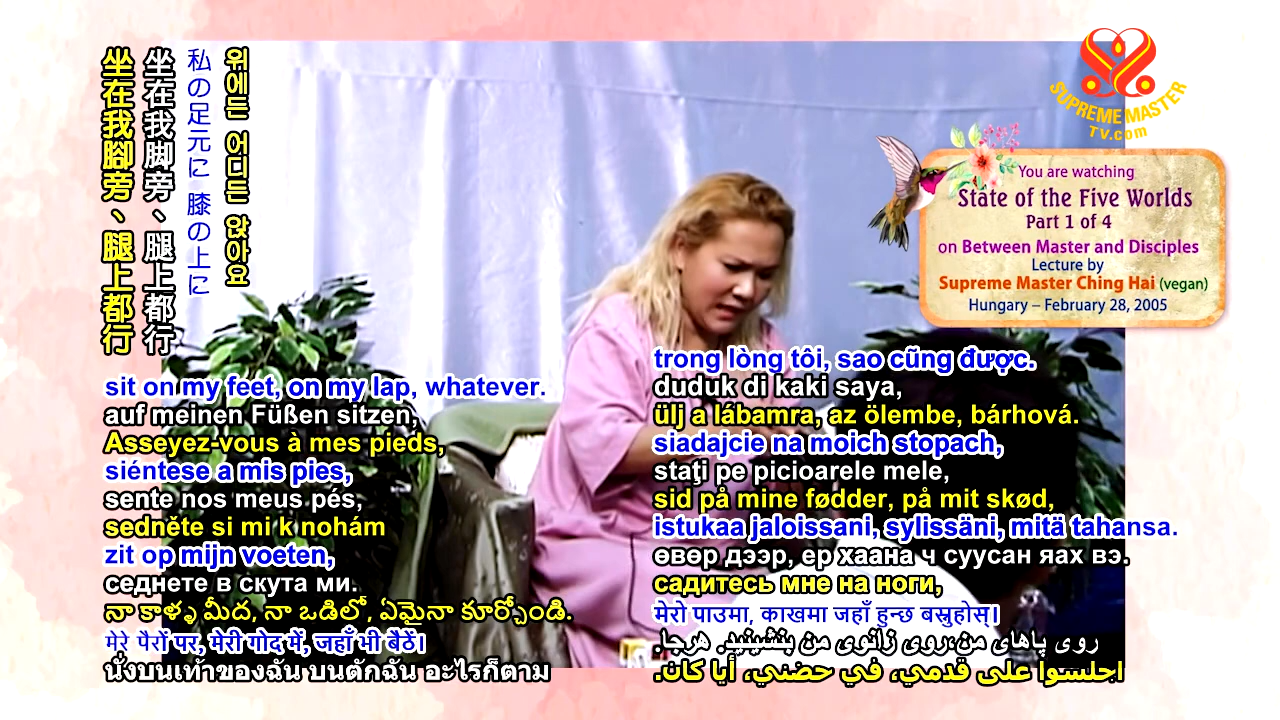 坐在我腳旁、腿上都行
坐在我脚旁、腿上都行
私の足元に 膝の上に
위에든 어디든 앉아요
SUPREME MASTER
TV.com
You are watching
State of the Five Worlds
Part 1 of 4
on Between Master and Disciples
Lecture by
Supreme Master Ching Hai (vegan)
Hungary – February 28, 2005
sit on my feet, on my lap, whatever.
auf meinen Füßen sitzen,
Asseyez-vous à mes pieds,
siéntese a mis pies,
sente nos meus pés,
sedněte si mi k nohám
zit op mijn voeten,
седнете в скута ми.
నా కాళ్ళ మీద, నా ఒడిలో, ఏమైనా కూర్చోండి.
मेरे पैरों पर, मेरी गोद में, जहाँ भी बैठें।
นั่งบนเท้าของฉัน บนตักฉัน อะไรก็ตาม
trong lòng tôi, sao cũng được.
duduk di kaki saya,
ülj a lábamra, az ölembe, bárhová.
siadajcie na moich stopach,
staţi pe picioarele mele,
sid på mine fødder, på mit skød,
istukaa jaloissani, sylissäni, mitä tahansa.
өвөр дээр, ер хаана ч суусан яах вэ.
садитесь мне на ноги,
मेरो पाउमा, काखमा जहाँ हुन्छ बस्नुहोस्।
روی پاهای من،روی زانوی من بنشینید. هرجا.
اجلسوا على قدمي، في حضني، أيا كان.